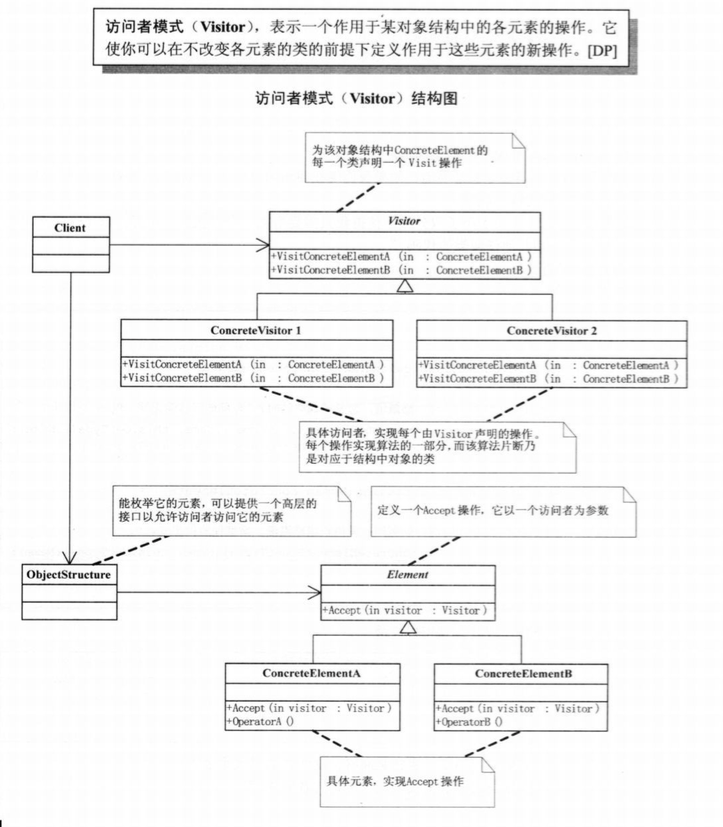 访问者模式（Visitor），表示一个作用于某对象结构中的各元素的操作。它
使你可以在不改变各元素的类的前提下定义作用于这些元素的新操作。[DP]
访问者模式（Visitor）结构图
为该对象结构中ConcreteElement的
每一个类声明一个 Visit 操作
Client
Visitor
+VisitConcreteElementA (in : ConcreteElementA )
+VisitConcreteElementB (in : ConcreteElementB )
ConcreteVisitor 1
+VisitConcreteElementA (in : ConcreteElementA )
+VisitConcreteElementB (in : ConcreteElementB )
ConcreteVisitor 2
+VisitConcreteElementA (in : ConcreteElementA )
+VisitConcreteElementB (in : ConcreteElementB )
具体访问者，实现每个由Visitor 声明的操作。
每个操作实现算法的一部分，而该算法片断乃
是对应于结构中对象的类
能枚举它的元素，可以提供一个高层的
接口以允许访问者访问它的元素
定义一个Accept 操作，它以一个访问者为参数
ObjectStructure
Element
+Accept (in visitor : Visitor )
ConcreteElementA
+Accept (in visitor : Visitor )
+OperatorA ()
ConcreteElementB
+Accept (in visitor : Visitor )
+OperatorB ()
具体元素，实现Accept 操作